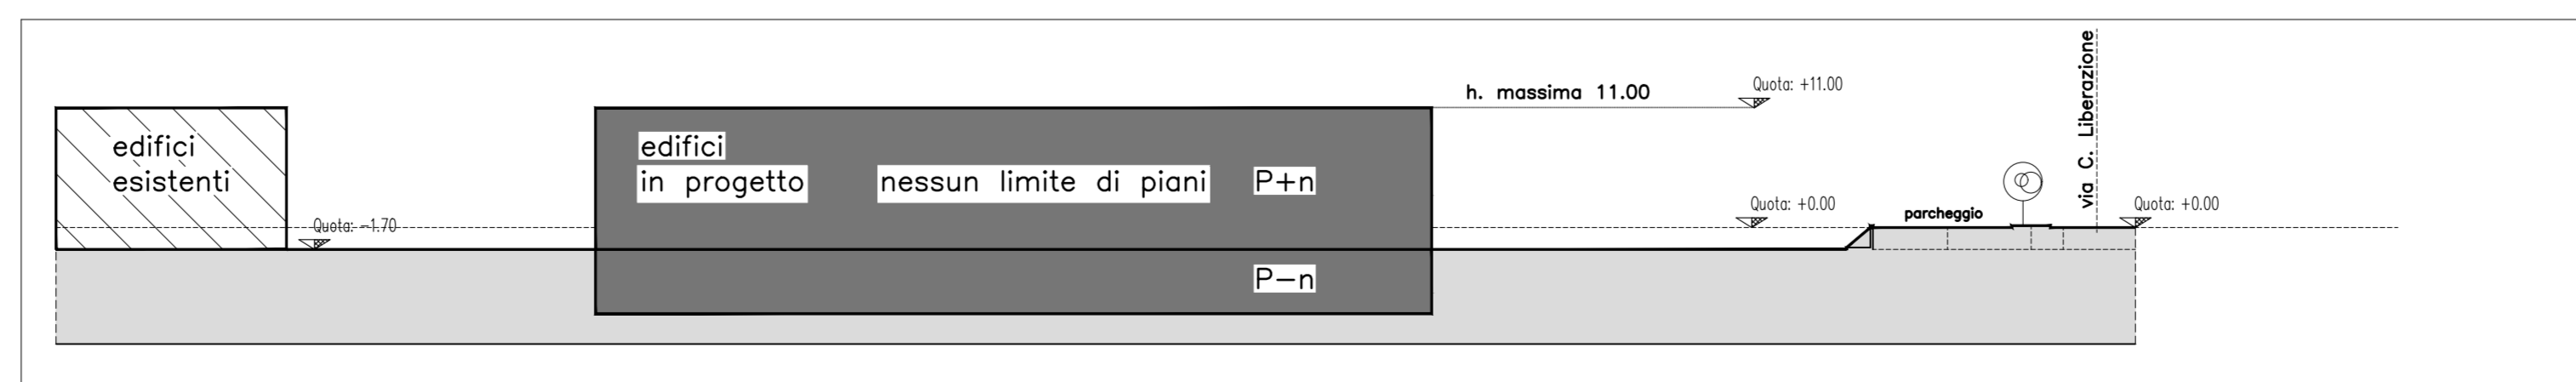 edifici
esistenti
Quota: -1.70
edifici
in progetto
nessun limite di piani
P+n
P-n
h. massima 11.00
Quota: +11.00
Quota: +0.00
parcheggio
via C. Liberazione
Quota: +0.00